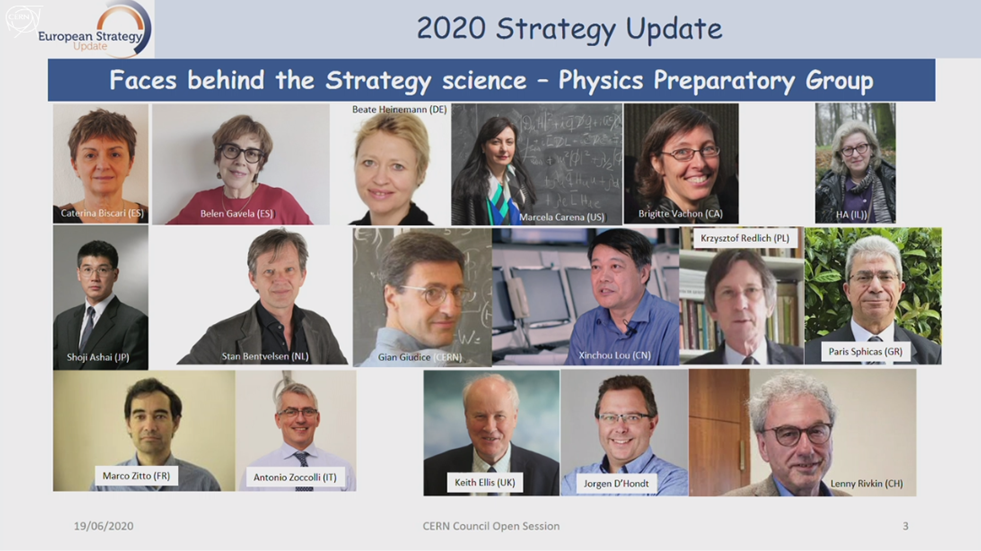 CERN
European Strategy
Update
2020 Strategy Update
Faces behind the Strategy science – Physics Preparatory Group
Caterina Biscari (ES)
Belen Gavela (ES)
Beate Heinemann (DE)
Marcela Carena (US)
Brigitte Vachon (CA)
HA (IL))
Shoji Ashai (JP)
Stan Bentvelsen (NL)
Gian Giudice (CERN)
Xinchou Lou (CN)
Krzysztof Redlich (PL)
Paris Sphicas (GR)
Marco Zitto (FR)
Antonio Zoccolli (IT)
Keith Ellis (UK)
Jorgen D'Hondt
Lenny Rivkin (CH)
19/06/2020
CERN Council Open Session
3